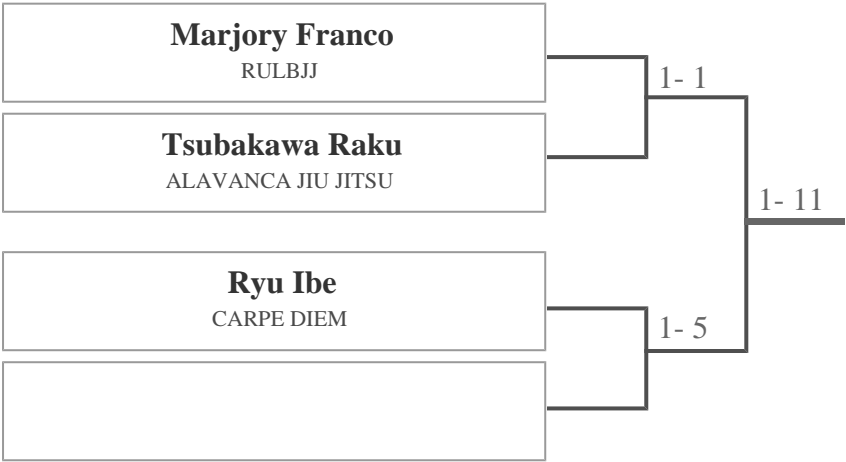 Marjory Franco
RULBJJ
1- 1
Tsubakawa Raku
ALAVANCA JIU JITSU
1- 11
Ryu Ibe
CARPE DIEM
1- 5